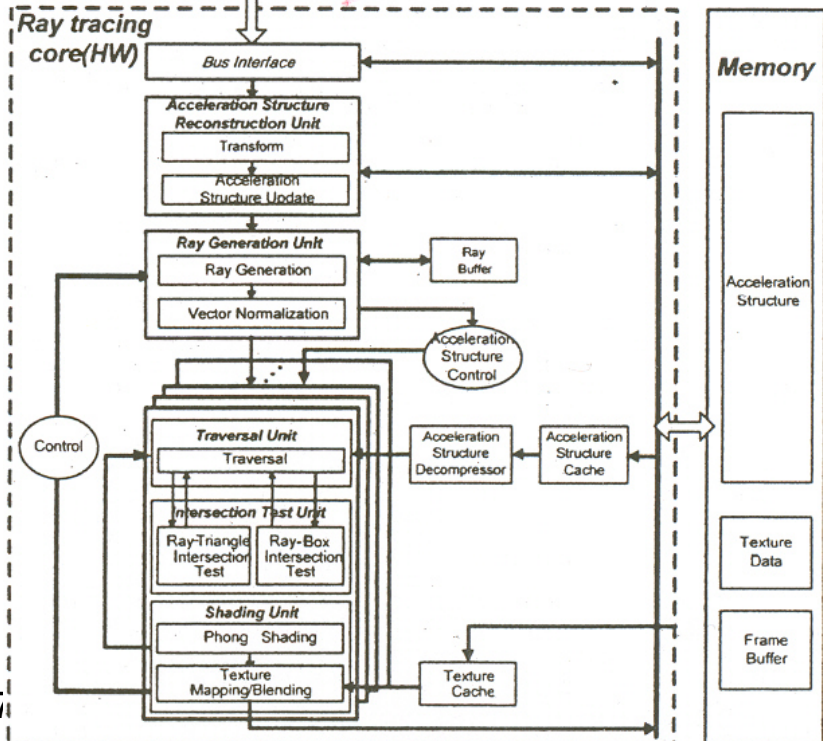 Ray tracing
core(HW)
Bus Interface
Acceleration Structure
Reconstruction Unit
Transform
Acceleration
Structure Update
Ray Generation Unit
Ray Generation
Vector Normalization
Ray
Buffer
Acceleration
Structure
Control
Control
Traversal Unit
Traversal
Acceleration
Structure
Decompressor
Acceleration
Structure
Cache
Intersection Test Unit
Ray-Triangle
Intersection
Test
Ray-Box
Intersection
Test
Shading Unit
Phong Shading
Texture
Mapping/Blending
Texture
Cache
Memory
Acceleration
Structure
Texture
Data
Frame
Buffer